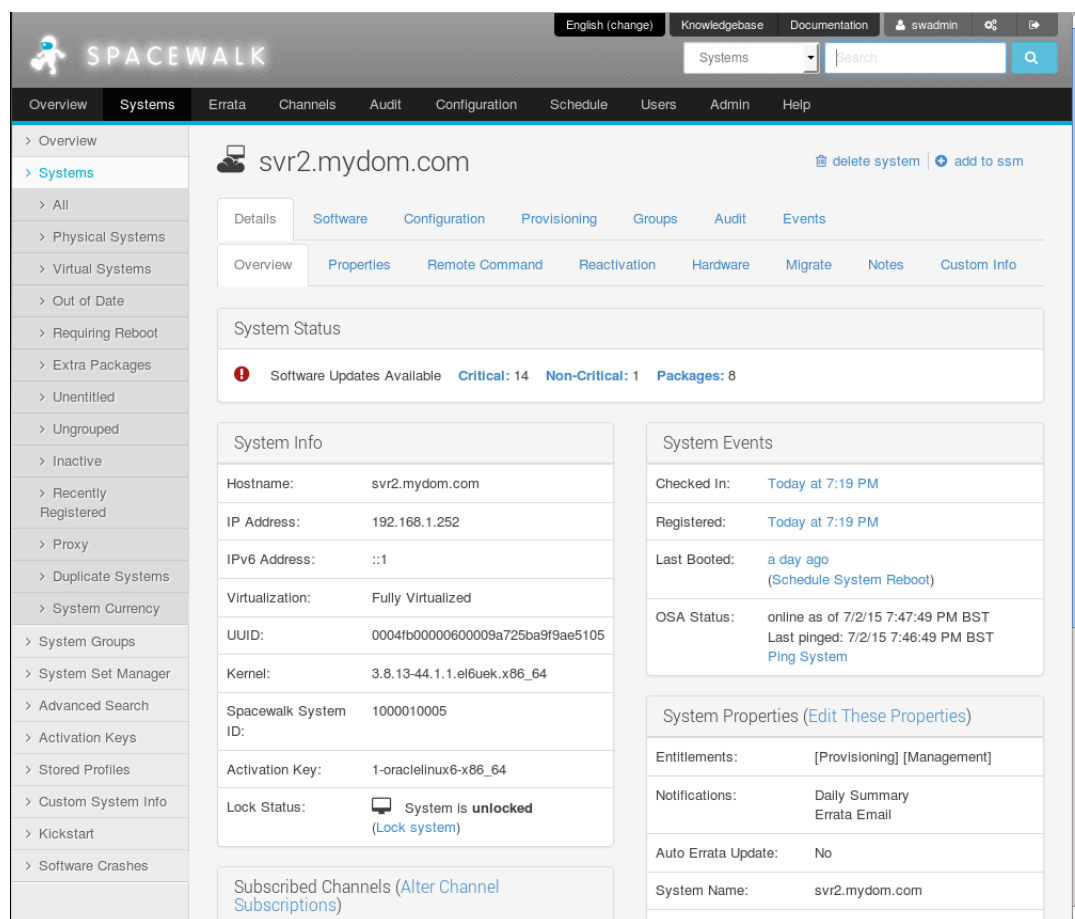 English (change) Knowledgebase Documentation swadmin
SPACEWALK
Systems Search
Overview Systems Errata Channels Audit Configuration Schedule Users Admin Help
> Overview
> Systems
> All
> Physical Systems
> Virtual Systems
> Out of Date
> Requiring Reboot
> Extra Packages
> Unentitled
> Ungrouped
> Inactive
> Recently
Registered
> Proxy
> Duplicate Systems
> System Currency
> System Groups
> System Set Manager
> Advanced Search
> Activation Keys
> Stored Profiles
> Custom System Info
> Kickstart
> Software Crashes
svr2.mydom.com
delete system | add to ssm
Details Software Configuration Provisioning Groups Audit Events
Overview Properties Remote Command Reactivation Hardware Migrate Notes Custom Info
System Status
Software Updates Available Critical: 14 Non-Critical: 1 Packages: 8
System Info
Hostname: svr2.mydom.com
IP Address: 192.168.1.252
IPv6 Address: ::1
Virtualization: Fully Virtualized
UUID: 0004fb00000600009a725ba9f9ae5105
Kernel: 3.8.13-44.1.1.el6uek.x86_64
Spacewalk System 1000010005
ID:
Activation Key: 1-oraclelinux6-x86_64
Lock Status: System is unlocked
(Lock system)
Subscribed Channels (Alter Channel
Subscriptions)
System Events
Checked In: Today at 7:19 PM
Registered: Today at 7:19 PM
Last Booted: a day ago
(Schedule System Reboot)
OSA Status: online as of 7/2/15 7:47:49 PM BST
Last pinged: 7/2/15 7:46:49 PM BST
Ping System
System Properties (Edit These Properties)
Entitlements: [Provisioning] [Management]
Notifications: Daily Summary
Errata Email
Auto Errata Update: No
System Name: svr2.mydom.com